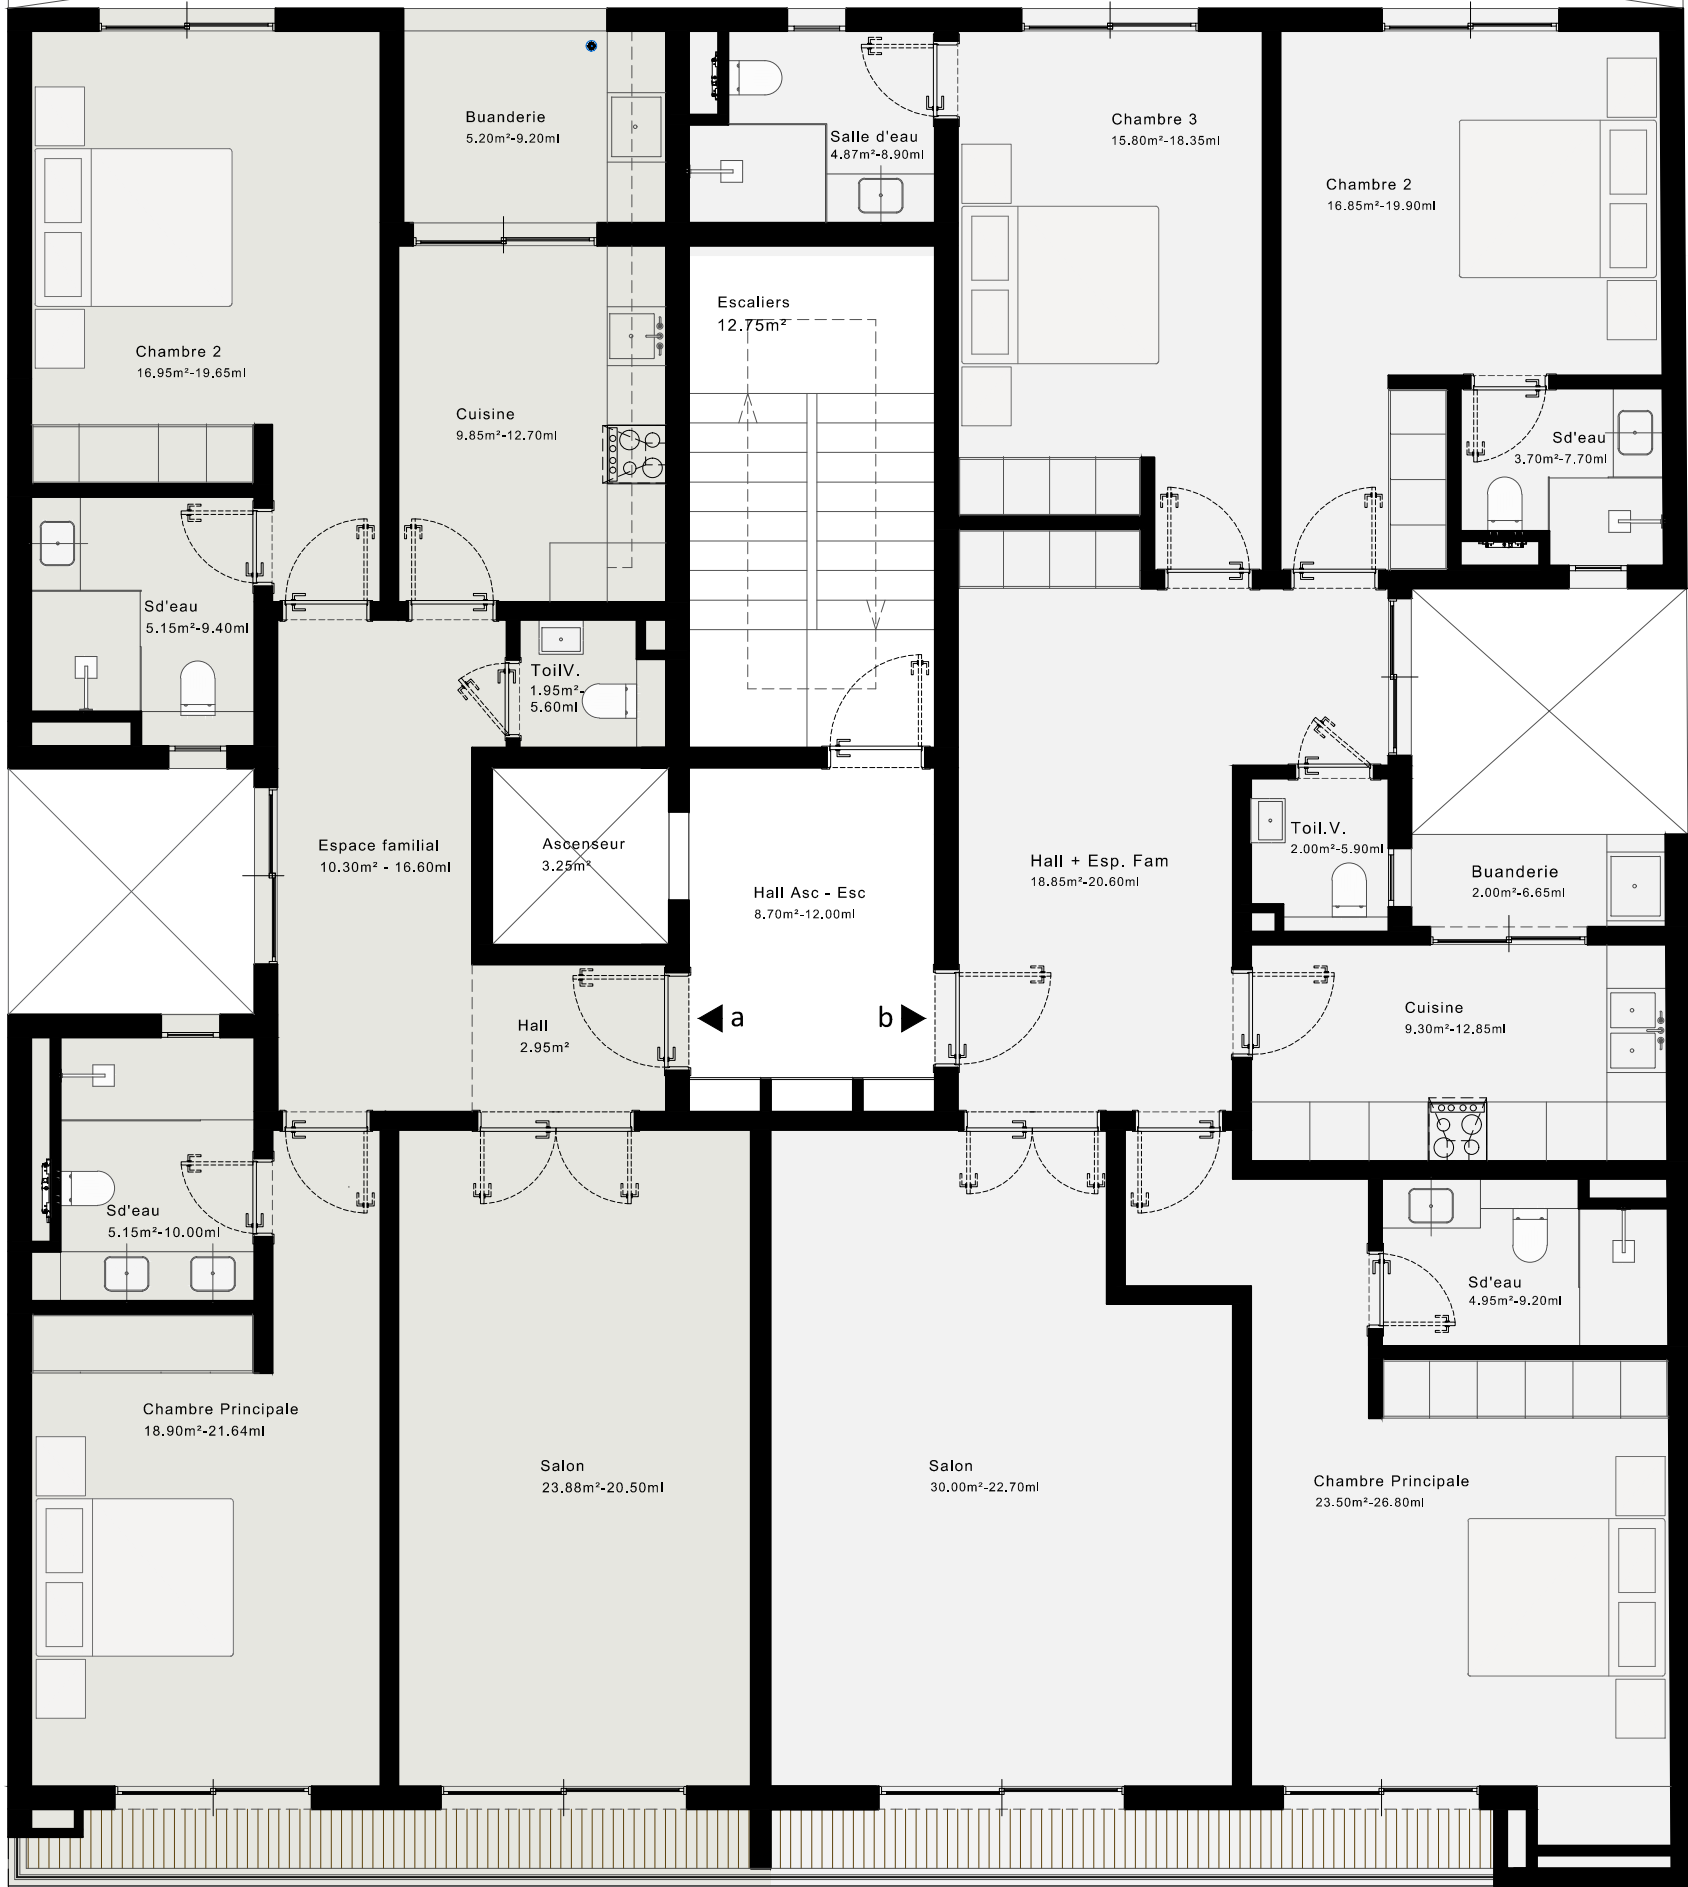 Buanderie
5.20m²-9.20ml
Salle d'eau
4.87m²-8.90ml
Chambre 3
15.80m²-18.35ml
Chambre 2
16.85m²-19.90ml
Escaliers
12.75m²
Chambre 2
16.95m²-19.65ml
Cuisine
9.85m²-12.70ml
Sd'eau
3.70m²-7.70ml
Sd'eau
5.15m²-9.40ml
ToilV.
1.95m²-
5.60ml
Espace familial
10.30m² - 16.60ml
Ascenseur
3.25m²
Hall Asc - Esc
8.70m²-12.00ml
Hall + Esp. Fam
18.85m²-20.60ml
Toil.V.
2.00m²-5.90ml
Buanderie
2.00m²-6.65ml
Hall
2.95m²
a
b
Cuisine
9.30m²-12.85ml
Sd'eau
5.15m²-10.00ml
Sd'eau
4.95m²-9.20ml
Chambre Principale
18.90m²-21.64ml
Salon
23.88m²-20.50ml
Salon
30.00m²-22.70ml
Chambre Principale
23.50m²-26.80ml